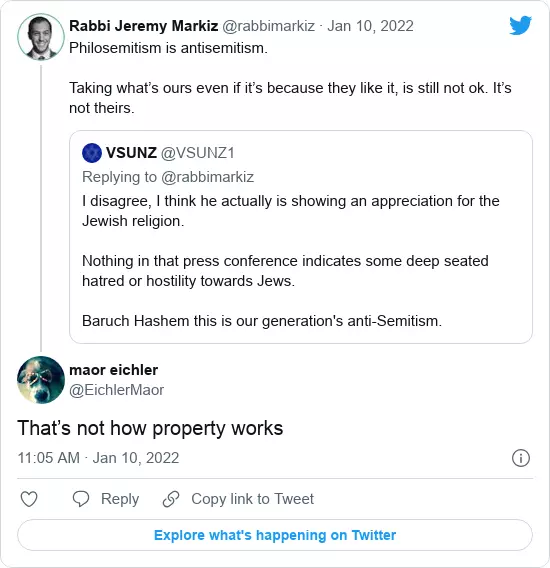 Rabbi Jeremy Markiz @rabbimarkiz · Jan 10, 2022
Philosemitism is antisemitism.
Taking what’s ours even if it’s because they like it, is still not ok. It’s
not theirs.
VSUNZ @VSUNZ1
Replying to @rabbimarkiz
I disagree, I think he actually is showing an appreciation for the
Jewish religion.
Nothing in that press conference indicates some deep seated
hatred or hostility towards Jews.
Baruch Hashem this is our generation's anti-Semitism.
maor eichler
@EichlerMaor
That’s not how property works
11:05 AM · Jan 10, 2022
Reply
Copy link to Tweet
Explore what's happening on Twitter